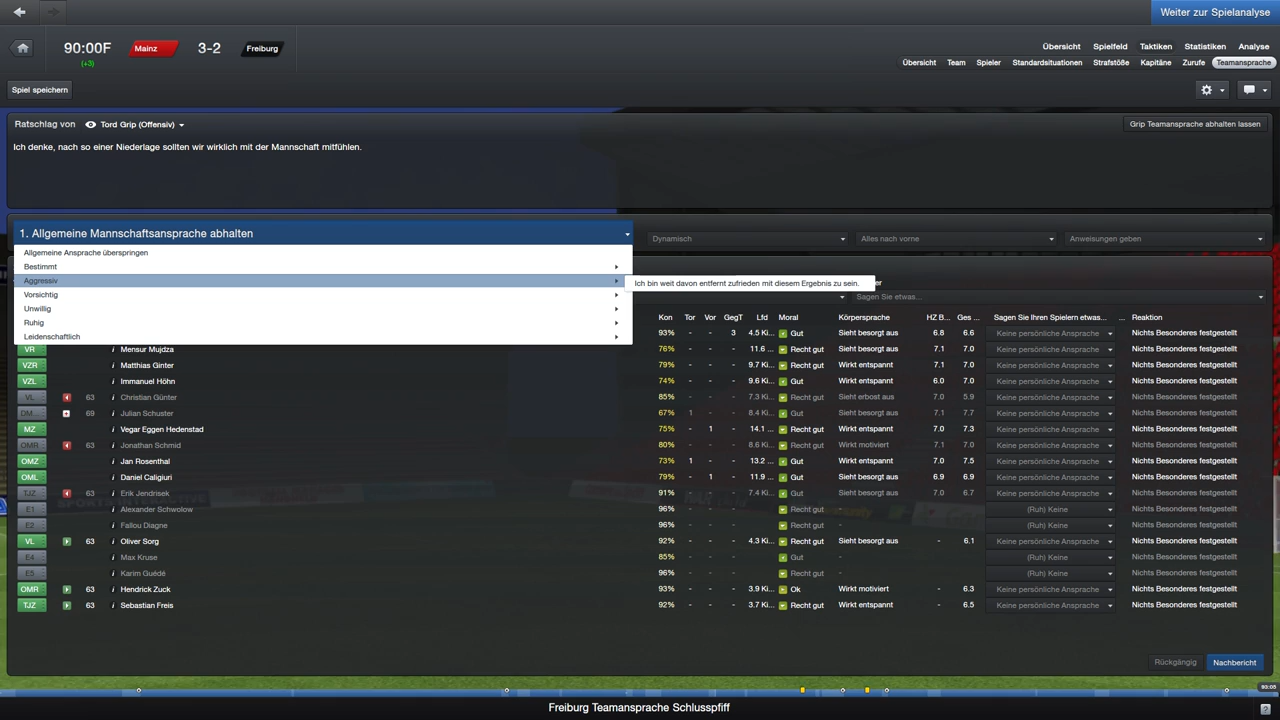 Weiter zur Spielanalyse
90:00F
(+3)
Mainz
3-2
Freiburg
Übersicht Spielfeld Taktiken Statistiken Analyse
Übersicht Team Spieler Standardsituationen Strafstöße Kapitäne Zurufe Teamansprache
Spiel speichern
Ratschlag von Tord Grip (Offensiv)
Grip Teamansprache abhalten lassen
Ich denke, nach so einer Niederlage sollten wir wirklich mit der Mannschaft mitfühlen.
1. Allgemeine Mannschaftsansprache abhalten
Dynamisch Alles nach vorne Anweisungen geben
Allgemeine Ansprache überspringen
Bestimmt
Aggressiv
Ich bin weit davon entfernt zufrieden mit diesem Ergebnis zu sein.
Vorsichtig
Unwillig
Ruhig
Leidenschaftlich
Sagen Sie etwas...
Kon Tor Vor GegT Lfd Moral Körpersprache HZ B... Ges ... Sagen Sie Ihren Spielern etwas... ... Reaktion
93% - - 3 4.5 Ki... Gut Sieht besorgt aus 6.8 6.6 Keine persönliche Ansprache Nichts Besonderes festgestellt
VR i Mensur Mujdza 76% - - - 11.6 ... Recht gut Sieht besorgt aus 7.1 7.0 Keine persönliche Ansprache Nichts Besonderes festgestellt
VZR i Matthias Ginter 79% - - - 9.7 Ki... Recht gut Wirkt entspannt 7.1 7.0 Keine persönliche Ansprache Nichts Besonderes festgestellt
VZL i Immanuel Höhn 74% - - - 9.6 Ki... Gut Wirkt entspannt 6.0 7.0 Keine persönliche Ansprache Nichts Besonderes festgestellt
VL 63 i Christian Günter 85% - - - 7.3 Ki... Recht gut Sieht erbost aus 7.0 5.9 Keine persönliche Ansprache Nichts Besonderes festgestellt
DM... 69 i Julian Schuster 67% 1 - - 8.4 Ki... Gut Sieht besorgt aus 7.1 7.7 Keine persönliche Ansprache Nichts Besonderes festgestellt
MZ i Vegar Eggen Hedenstad 75% - 1 - 14.1 ... Recht gut Wirkt entspannt 7.0 7.3 Keine persönliche Ansprache Nichts Besonderes festgestellt
OMR 63 i Jonathan Schmid 80% - - - 8.6 Ki... Recht gut Wirkt motiviert 7.1 7.0 Keine persönliche Ansprache Nichts Besonderes festgestellt
OMZ i Jan Rosenthal 73% 1 - - 13.2 ... Gut Wirkt entspannt 7.0 7.5 Keine persönliche Ansprache Nichts Besonderes festgestellt
OML i Daniel Caligiuri 79% - 1 - 11.9 ... Gut Sieht besorgt aus 6.9 6.9 Keine persönliche Ansprache Nichts Besonderes festgestellt
TJZ 63 i Erik Jendrisek 91% - - - 7.4 Ki... Gut Sieht besorgt aus 7.0 6.7 Keine persönliche Ansprache Nichts Besonderes festgestellt
E1 i Alexander Schwolow 96% - - - Recht gut - (Ruh) Keine Nichts Besonderes festgestellt
E2 i Fallou Diagne 96% - - - Recht gut - (Ruh) Keine Nichts Besonderes festgestellt
VL 63 i Oliver Sorg 92% - - - 4.3 Ki... Recht gut Sieht besorgt aus - 6.1 Keine persönliche Ansprache Nichts Besonderes festgestellt
E4 i Max Kruse 85% - - - Gut - (Ruh) Keine Nichts Besonderes festgestellt
E5 i Karim Guédé 96% - - - Recht gut - (Ruh) Keine Nichts Besonderes festgestellt
OMR 63 i Hendrick Zuck 93% - - - 3.9 Ki... Ok Wirkt motiviert - 6.3 Keine persönliche Ansprache Nichts Besonderes festgestellt
TJZ 63 i Sebastian Freis 92% - - - 3.7 Ki... Recht gut Wirkt entspannt - 6.5 Keine persönliche Ansprache Nichts Besonderes festgestellt
Rückgängig Nachbericht
Freiburg Teamansprache Schlusspfiff
?